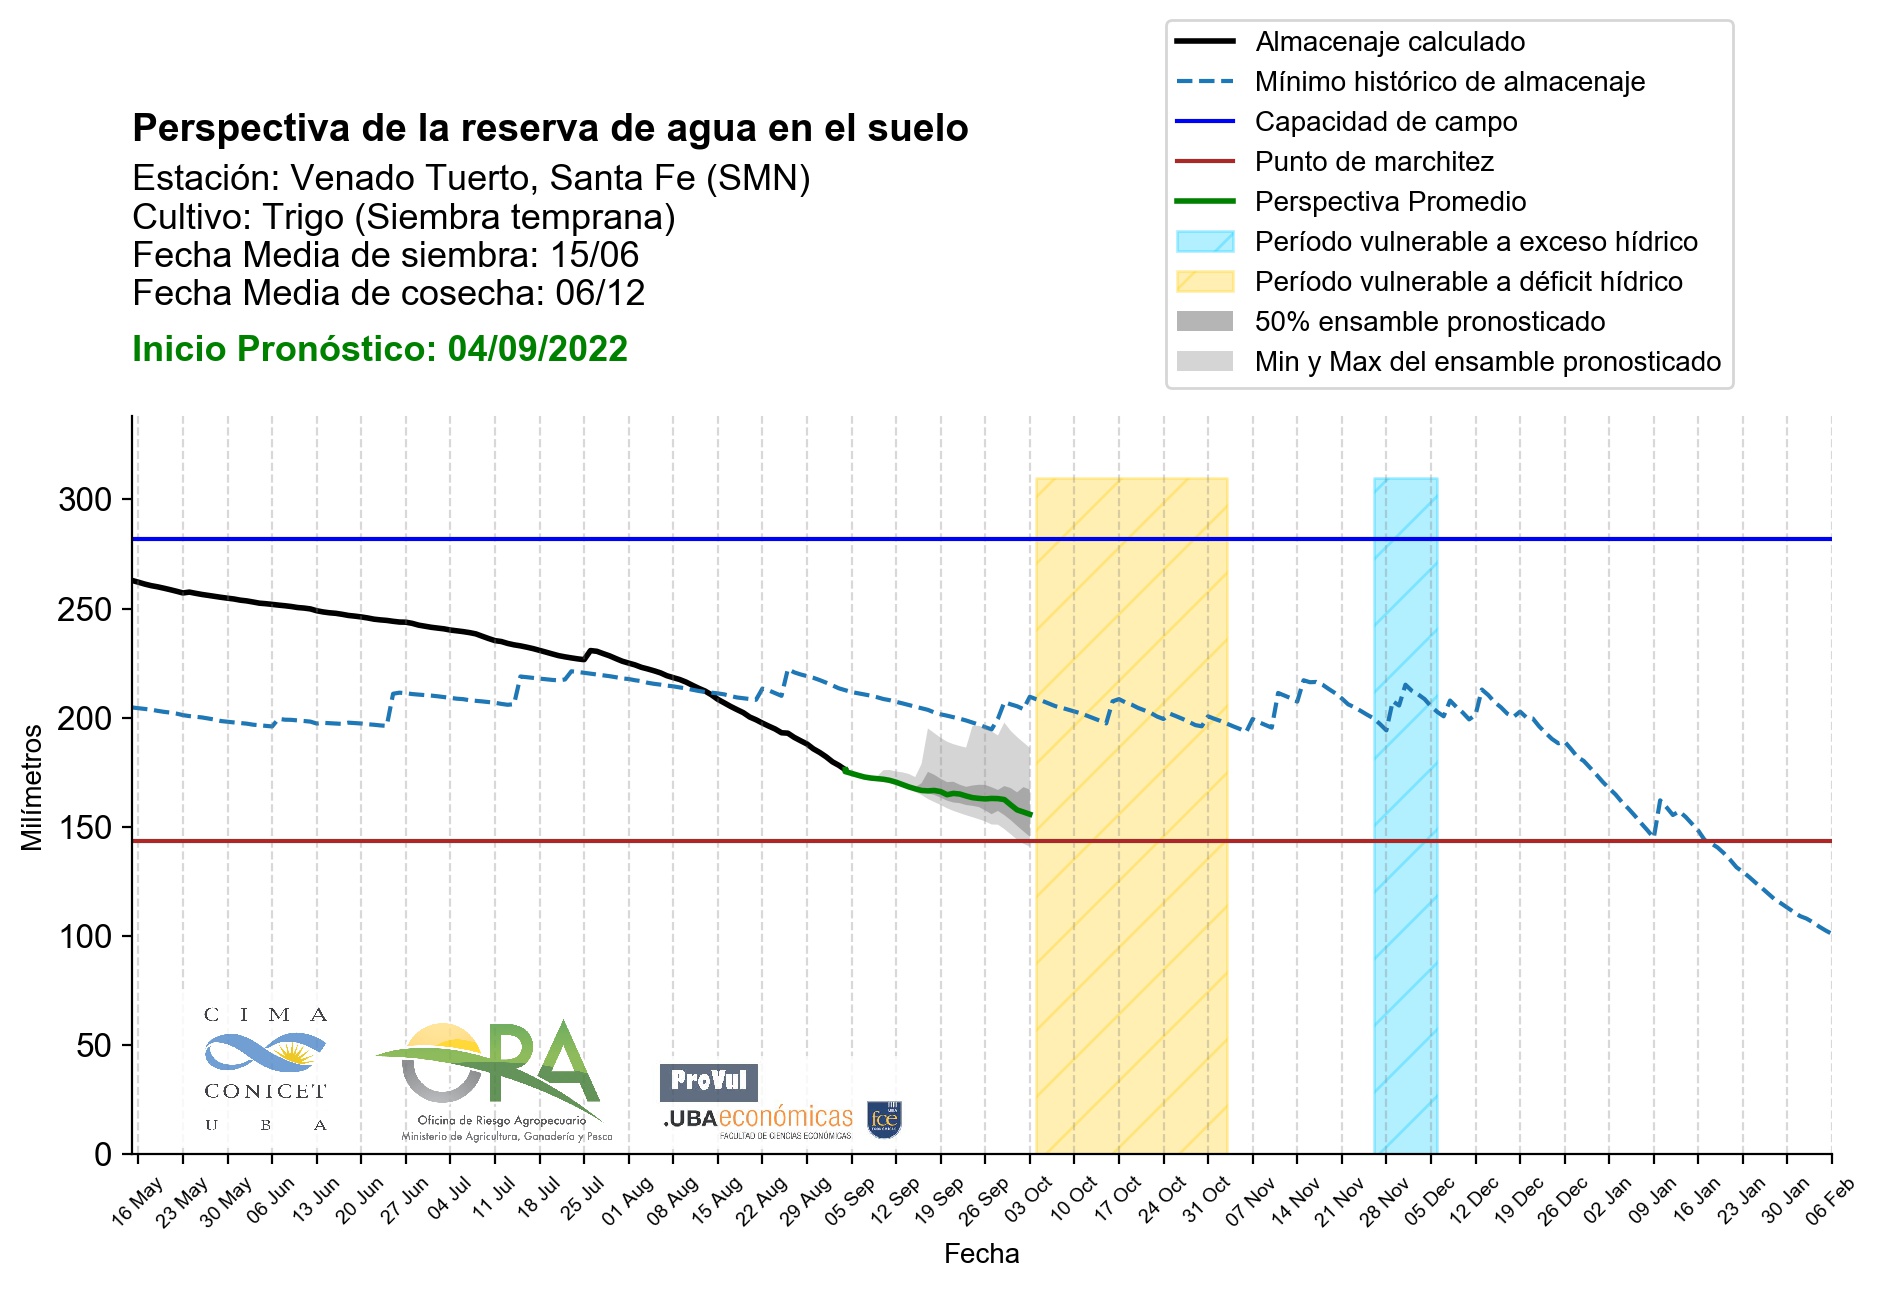 Almacenaje calculado
Mínimo histórico de almacenaje
Capacidad de campo
Punto de marchitez
Perspectiva Promedio
Período vulnerable a exceso hídrico
Período vulnerable a déficit hídrico
50% ensamble pronosticado
Min y Max del ensamble pronosticado
Perspectiva de la reserva de agua en el suelo
Estación: Venado Tuerto, Santa Fe (SMN)
Cultivo: Trigo (Siembra temprana)
Fecha Media de siembra: 15/06
Fecha Media de cosecha: 06/12
Inicio Pronóstico: 04/09/2022
Milímetros
300
250
200
150
100
50
0
CIMA
CONICET
UBA
ORA
Oficina de Riesgo Agropecuario
Ministerio de Agricultura, Ganadería y Pesca
ProVul
.UBAeconómicas
FACULTAD DE CIENCIAS ECONÓMICAS
fce
16 May 23 May 30 May 06 Jun 13 Jun 20 Jun 27 Jun 04 Jul 11 Jul 18 Jul 25 Jul 01 Aug 08 Aug 15 Aug 22 Aug 29 Aug 05 Sep 12 Sep 19 Sep 26 Sep 03 Oct 10 Oct 17 Oct 24 Oct 31 Oct 07 Nov 14 Nov 21 Nov 28 Nov 05 Dec 12 Dec 19 Dec 26 Dec 02 Jan 09 Jan 16 Jan 23 Jan 30 Jan 06 Feb
Fecha